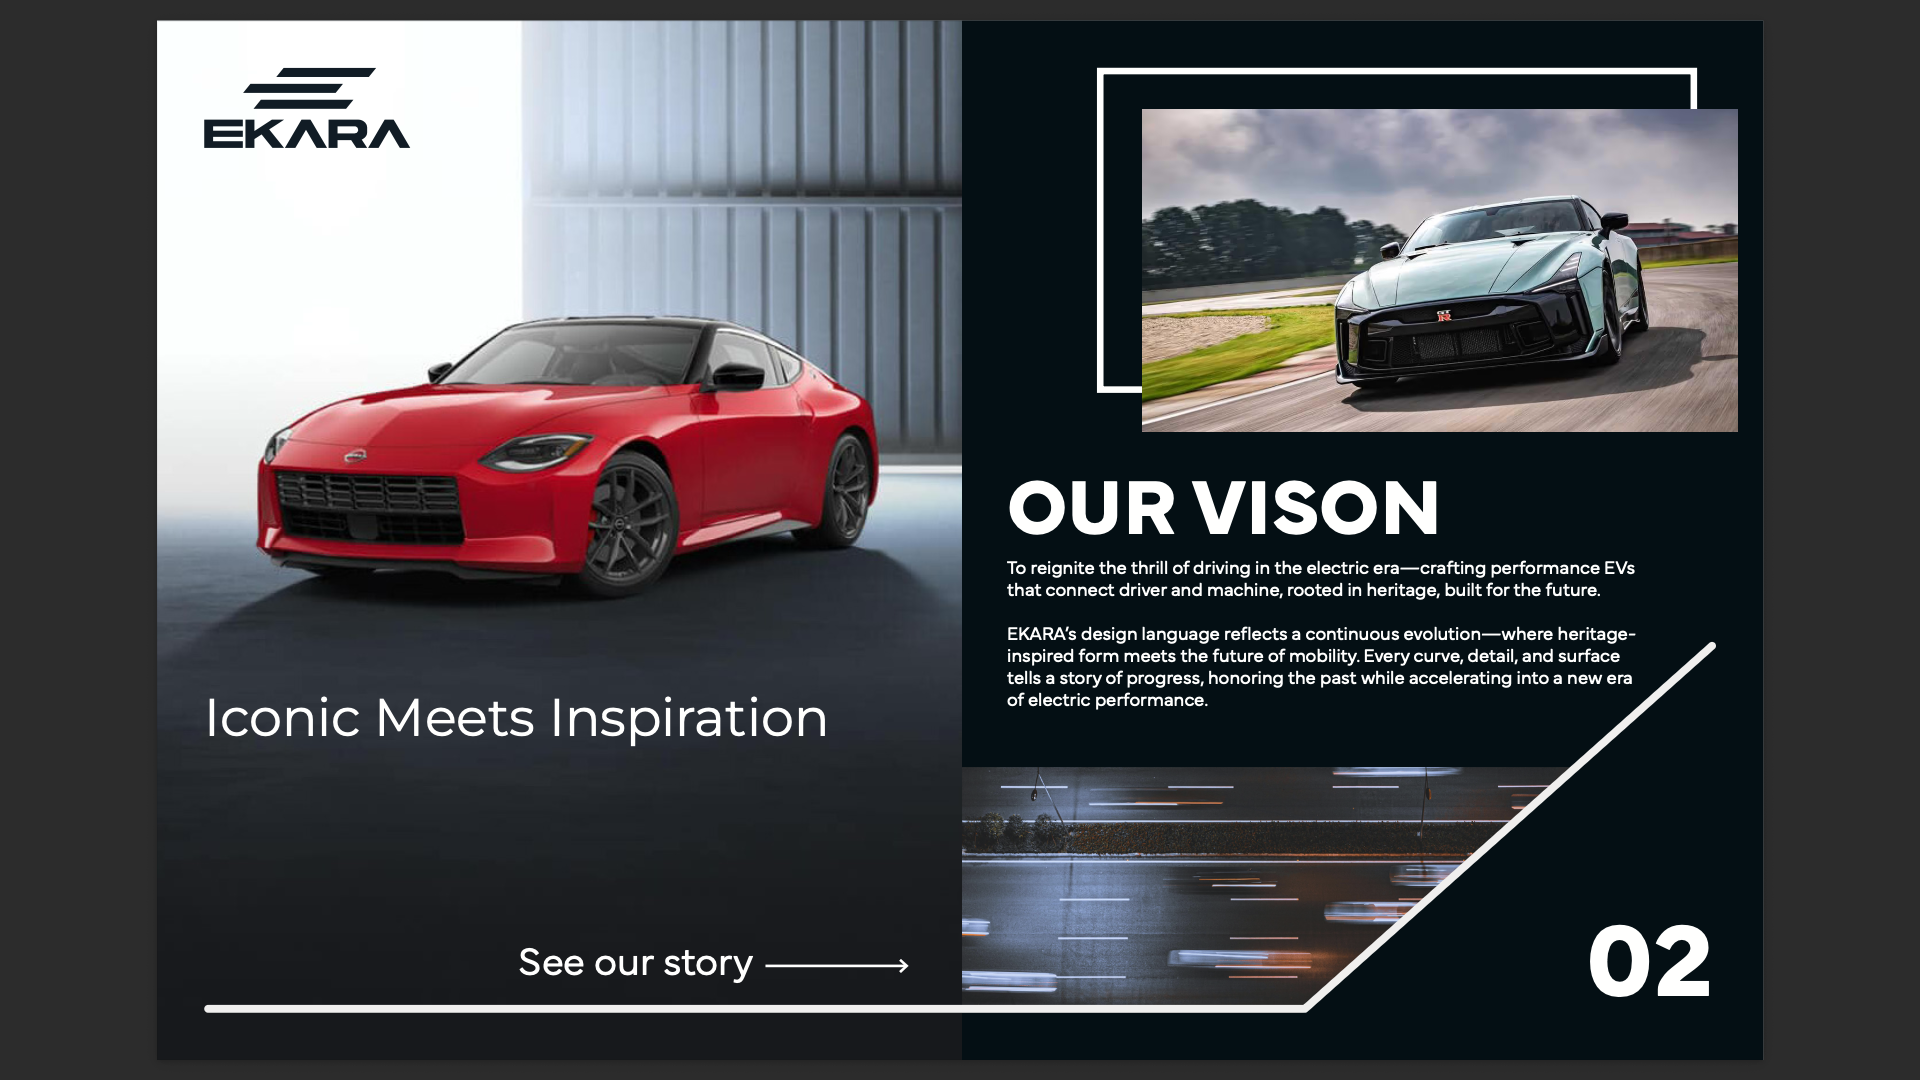 EKARA
Iconic Meets Inspiration
See our story
GT
R
OUR VISON
To reignite the thrill of driving in the electric era—crafting performance EVs
that connect driver and machine, rooted in heritage, built for the future.
EKARA’s design language reflects a continuous evolution—where heritage-
inspired form meets the future of mobility. Every curve, detail, and surface
tells a story of progress, honoring the past while accelerating into a new era
of electric performance.
02